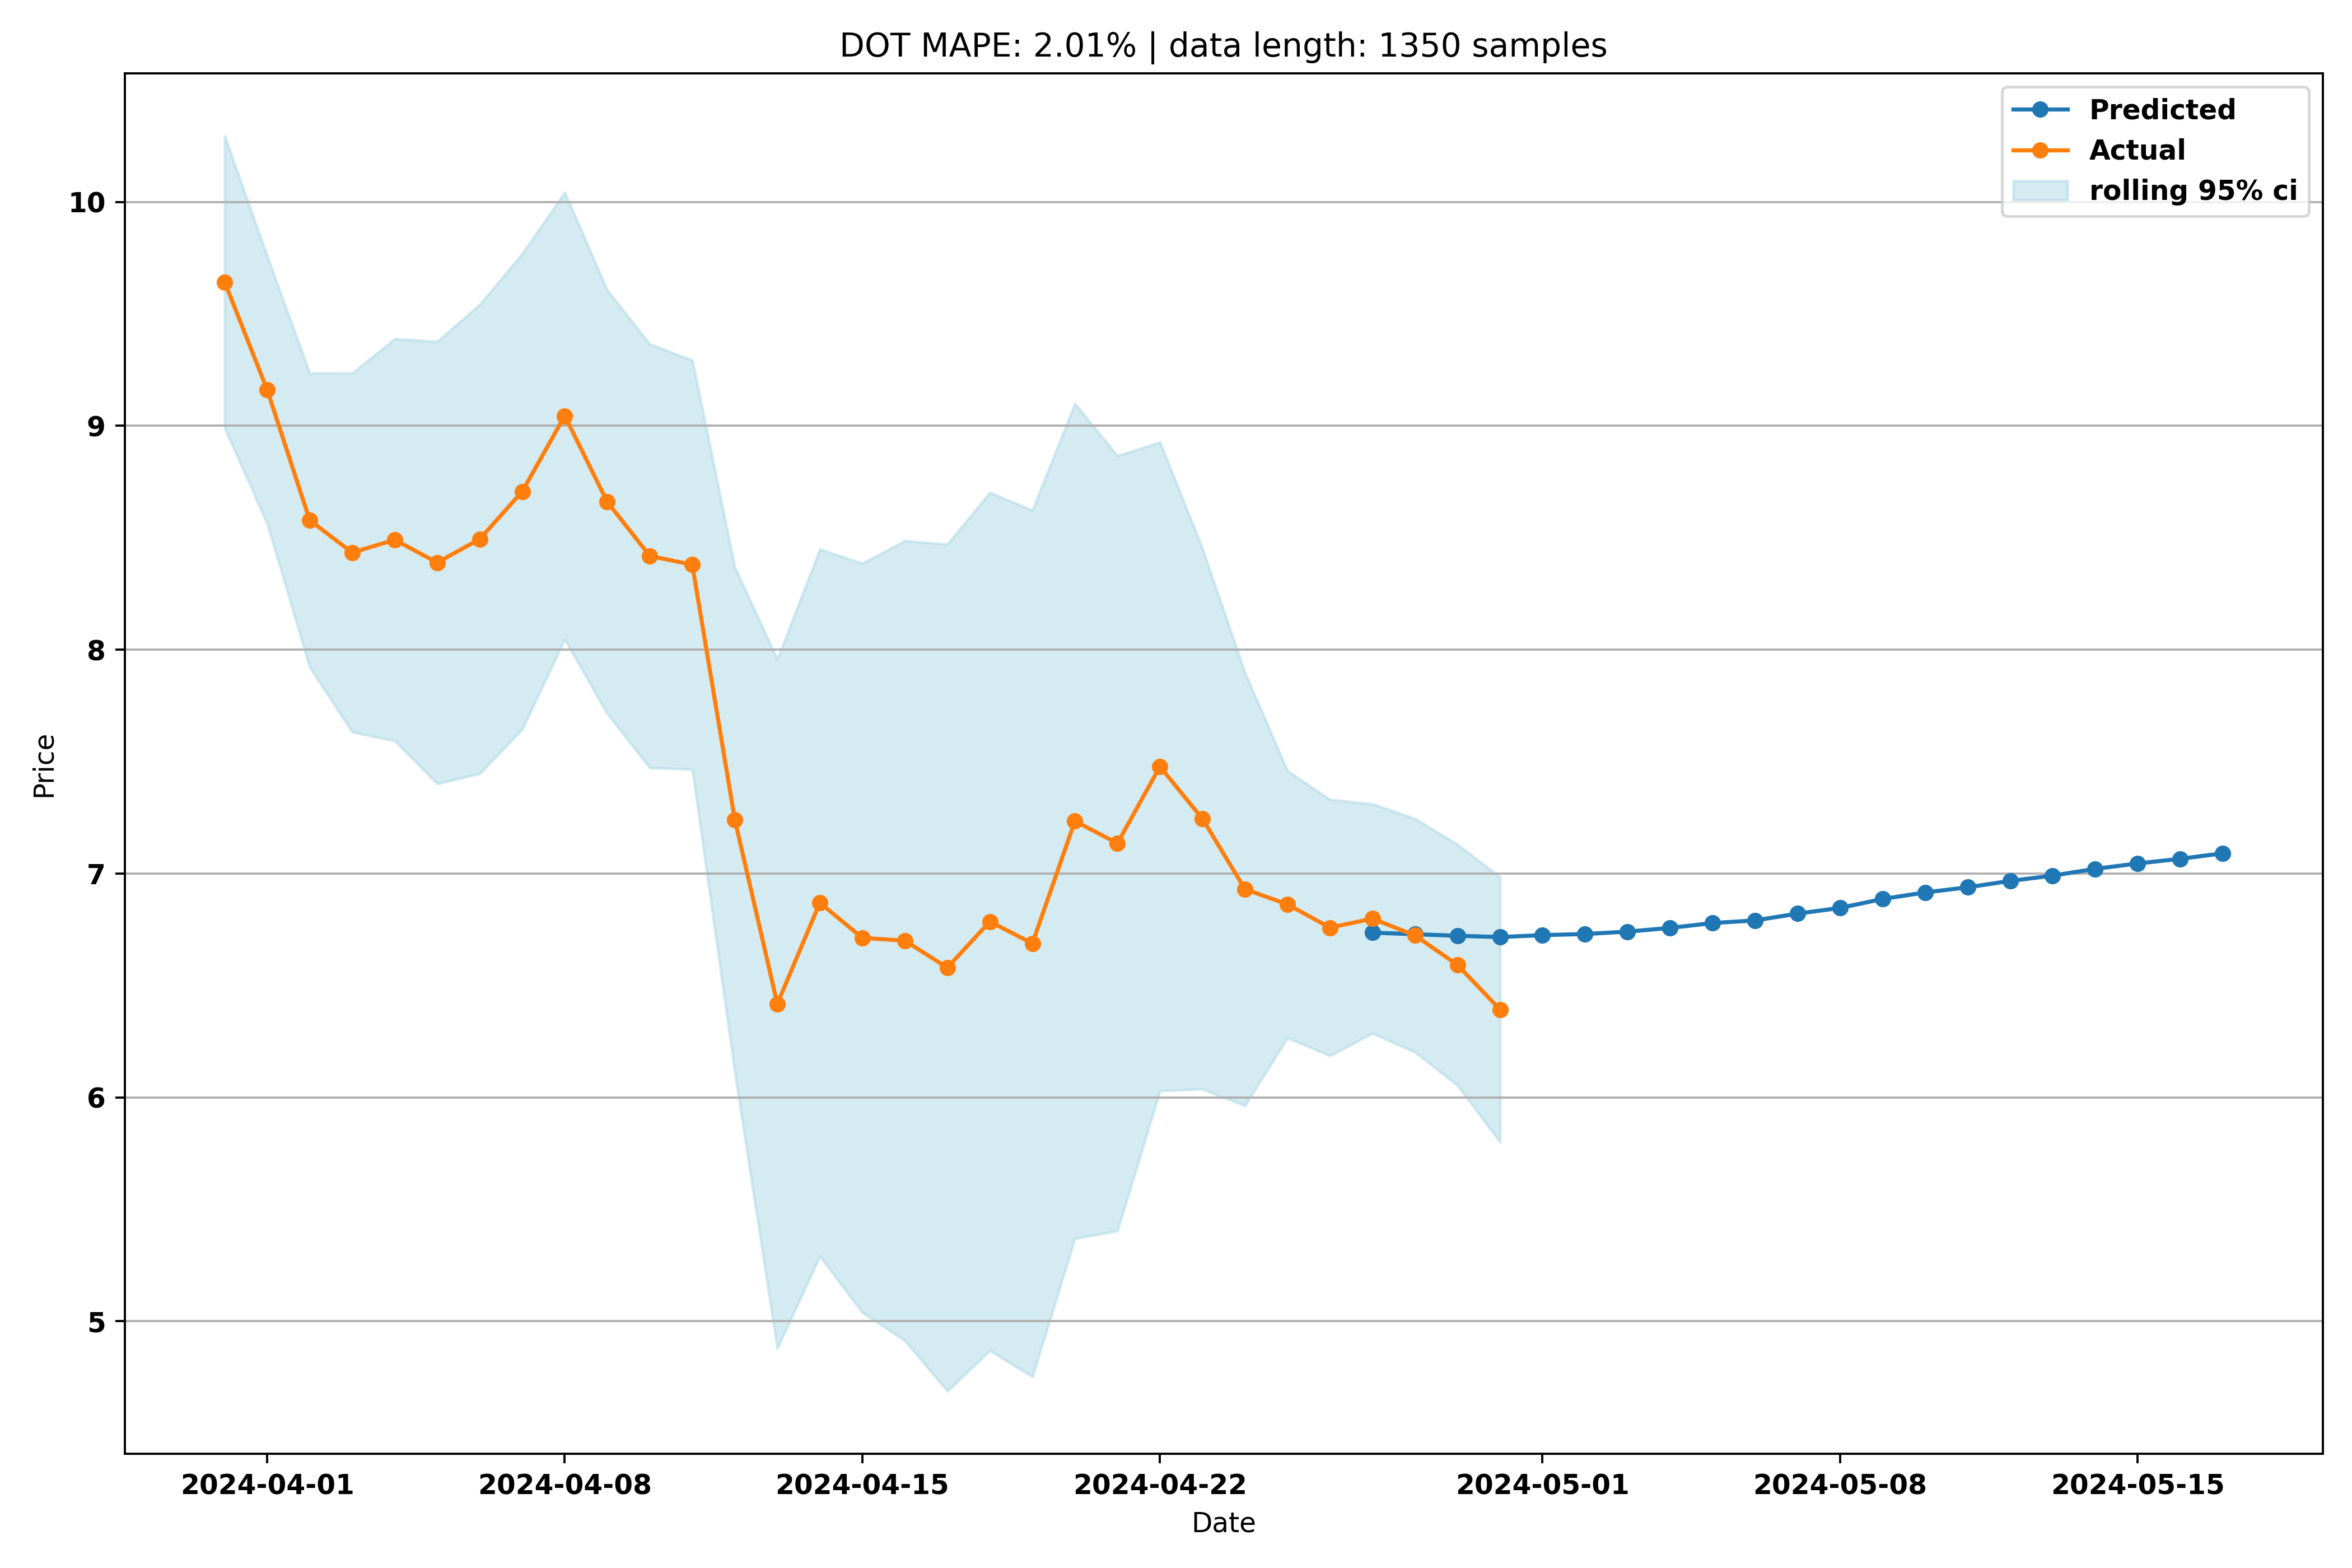 DOT MAPE: 2.01% | data length: 1350 samples
Predicted
Actual
rolling 95% ci
10
9
8
7
6
5
Price
2024-04-01
2024-04-08
2024-04-15
2024-04-22
2024-05-01
2024-05-08
2024-05-15
Date